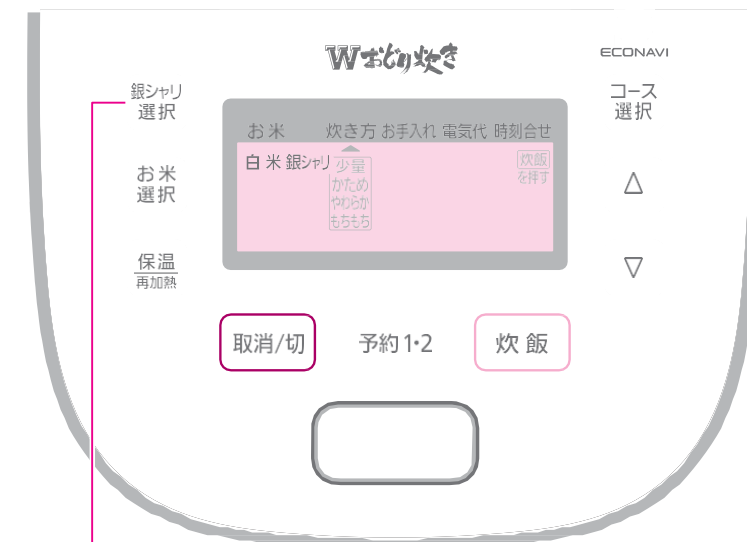 Wおどり炊き
ECONAVI
銀シャリ
選択
コース
選択
お米 炊き方 お手入れ 電気代 時刻合せ
白米 銀シャリ
少量
かため
やわらか
もちもち
炊飯
を押す
お米
選択
△
保温
再加熱
▽
取消/切
予約1・2
炊飯